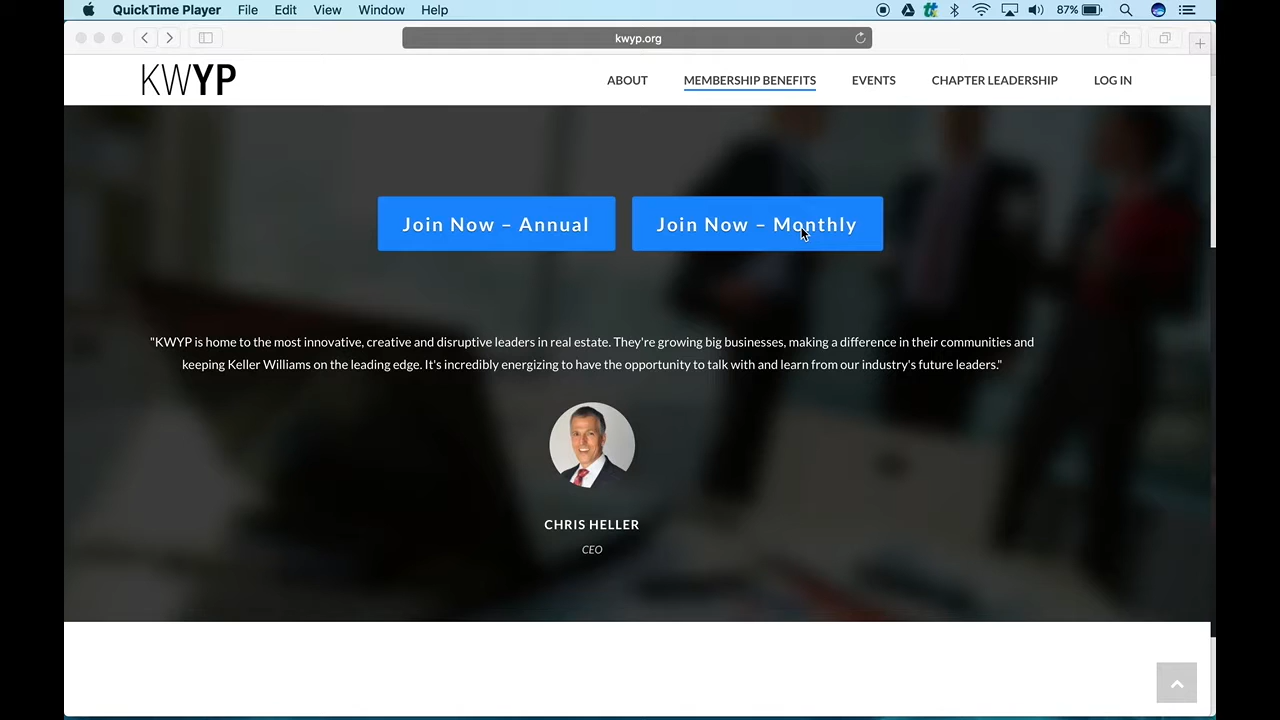 QuickTime Player File Edit View Window Help 87%
kwyp.org
KWYP ABOUT MEMBERSHIP BENEFITS EVENTS CHAPTER LEADERSHIP LOG IN
Join Now – Annual Join Now – Monthly
"KWYP is home to the most innovative, creative and disruptive leaders in real estate. They're growing big businesses, making a difference in their communities and
keeping Keller Williams on the leading edge. It's incredibly energizing to have the opportunity to talk with and learn from our industry's future leaders."
CHRIS HELLER
CEO